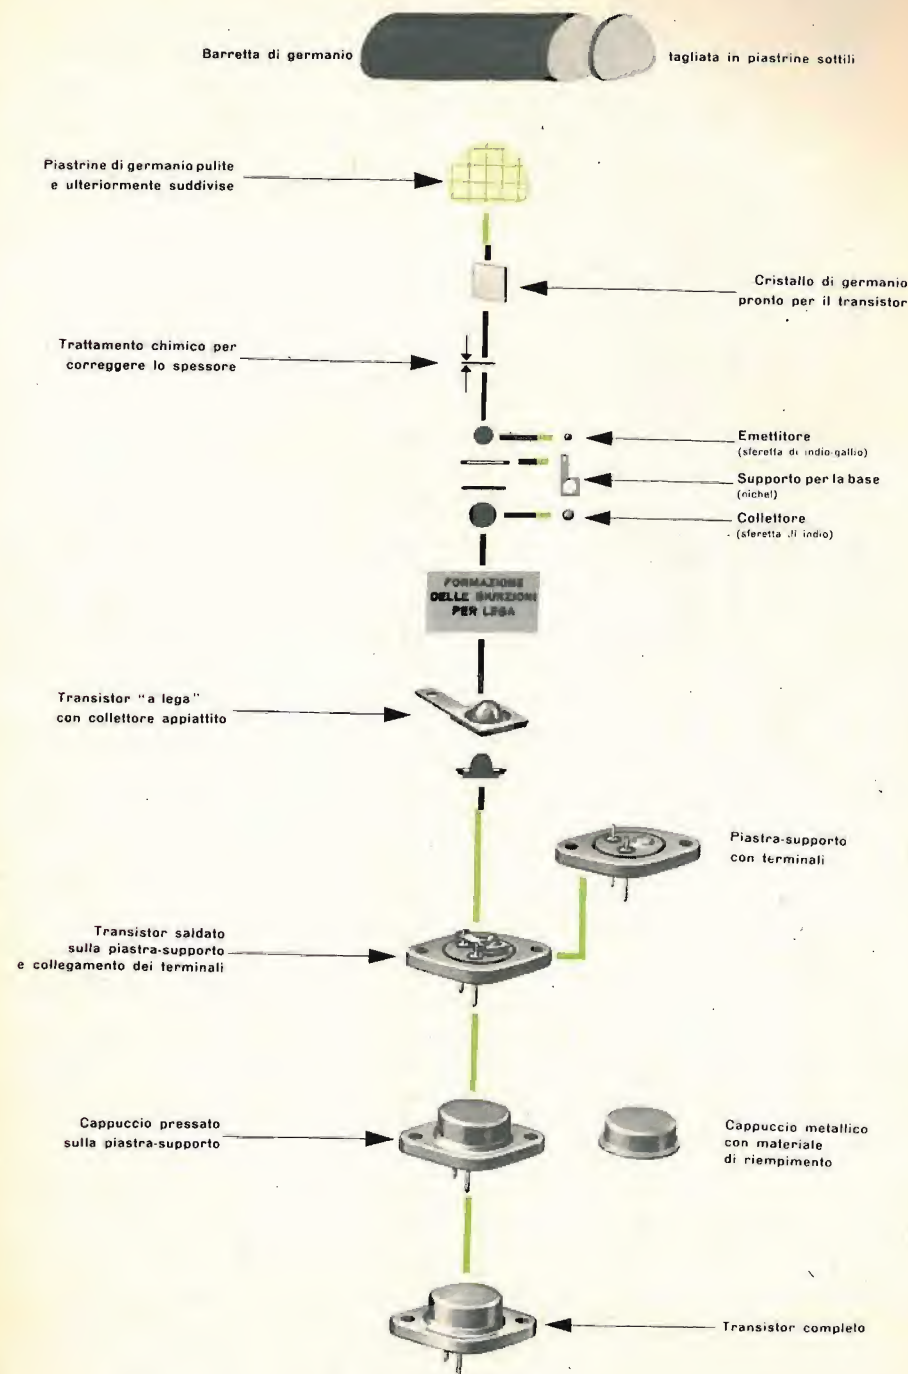 Barretta di germanio
tagliata in piastrine sottili
Piastrine di germanio pulite
e ulteriormente suddivise
Cristallo di germanio
pronto per il transistor
Trattamento chimico per
correggere lo spessore
Emettitore
(sferetta di indio-gallio)
Supporto per la base
(nichel)
Collettore
(sferetta di indio)
FORMAZIONE
DELLE GIUNZIONI
PER LEGA
Transistor "a lega"
con collettore appiattito
Piastra-supporto
con terminali
Transistor saldato
sulla piastra-supporto
e collegamento dei terminali
Cappuccio pressato
sulla piastra-supporto
Cappuccio metallico
con materiale
di riempimento
Transistor completo